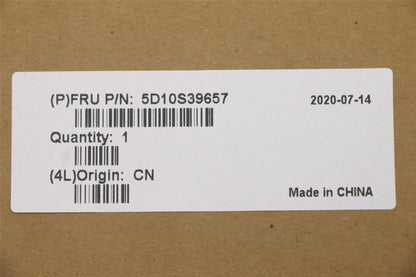 (P)FRU P/N: 5D10S39657 2020-07-14
Quantity: 1
(4L)Origin: CN
Made in CHINA